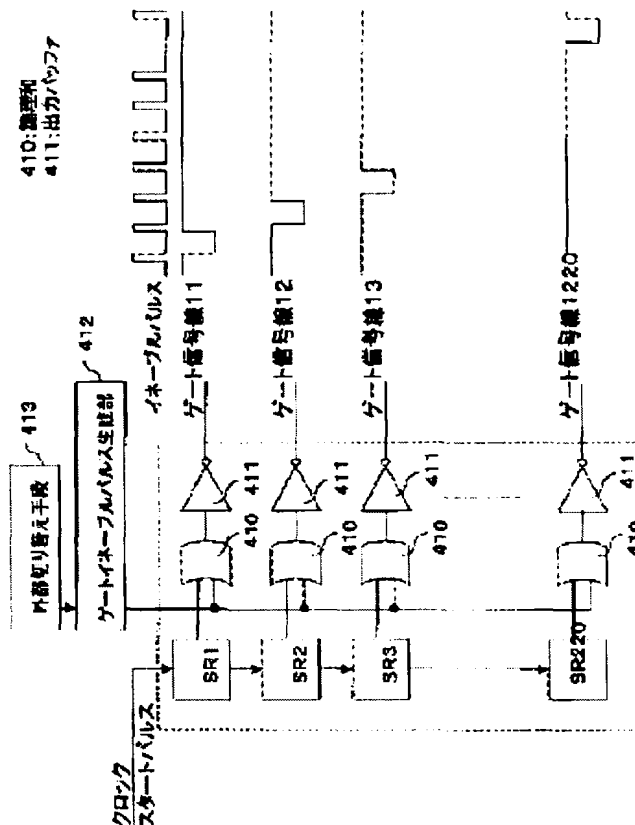 410:論理和
411:出力バッファ
413
外部切り替え手段
412
ゲートイネーブルパルス生成部
イネーブルパルス
クロック
スタートパルス
SR1
410
411
ゲート信号線11
SR2
410
411
ゲート信号線12
SR3
410
411
ゲート信号線13
SR220
410
411
ゲート信号線1220